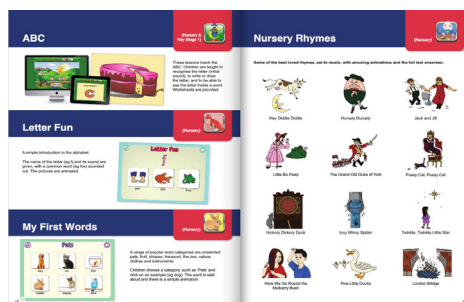 ABC
(Nursery &
Key Stage 1)
These lessons teach the
ABC. Children are taught to
recognise the letter (initial
sound), to write or draw
the letter, and to be able to
see the letter inside a word.
Worksheets are provided
c
Letter Fun
(Nursery)
A simple introduction to the alphabet.
The name of the letter (eg f) and its sound are
given, with a common word (eg fox) sounded
out. The pictures are animated.
Letter Fun
f
My First Words
(Nursery)
Pets
A range of popular word categories are presented:
pets, fruit, shapes, transport, the zoo, nature,
clothes and instruments
Children choose a category, such as 'Pets' and
click on an example (eg dog). The word is said
aloud and there is a simple animation.
Nursery Rhymes
(Nursery)
Some of the best loved rhymes, set to music, with amazing animations and the full text onscreen.
Hey Diddle Diddle
Humpty Dumpty
Jack and Jill
Little Bo Peep
The Grand Old Duke of York
Pussy Cat, Pussy Cat
Hickory Dickory Dock
Incy Wincy Spider
Twinkle, Twinkle Little Star
Here We Go Round the
Mulberry Bush
Five Little Ducks
London Bridge